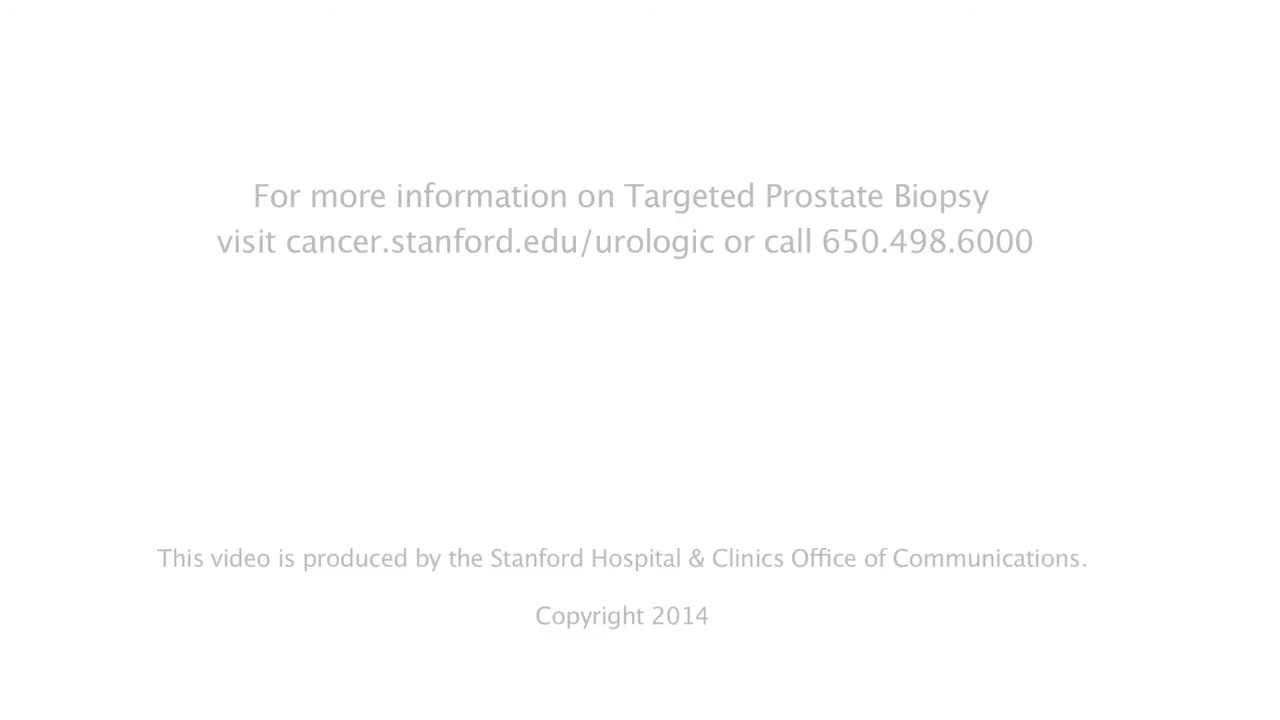 For more information on Targeted Prostate Biopsy
visit cancer.stanford.edu/urologic or call 650.498.6000
This video is produced by the Stanford Hospital & Clinics Office of Communications.
Copyright 2014